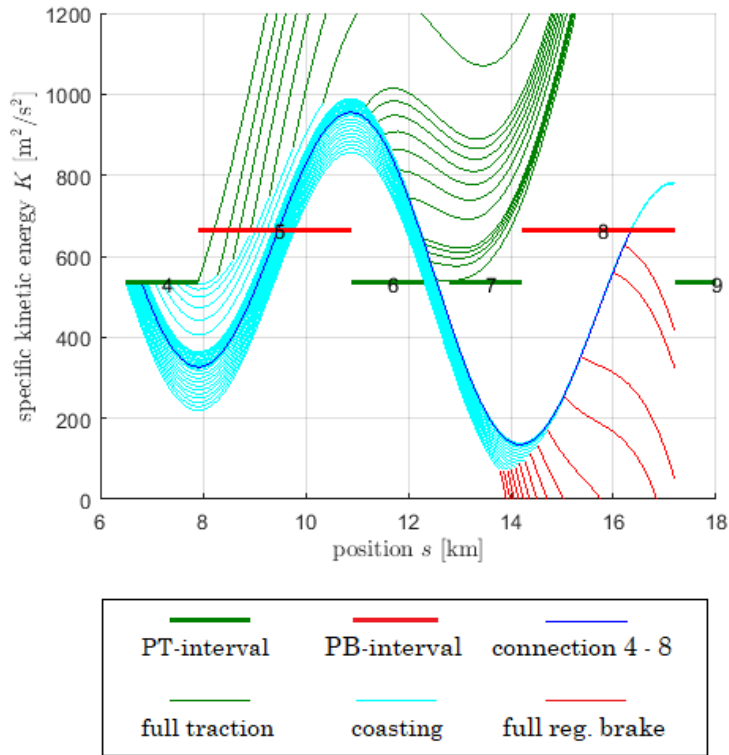 1200
1000
800
600
400
200
0
specific kinetic energy K [m²/s²]
4
5
6
7
8
9
6 8 10 12 14 16 18
position s [km]
PT-interval PB-interval connection 4 - 8
full traction coasting full reg. brake